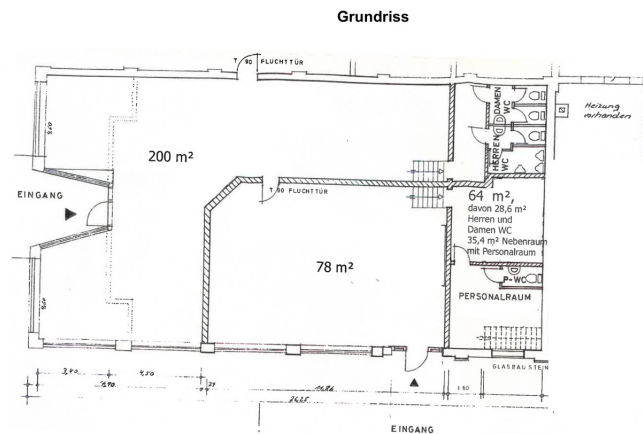 Grundriss
T 90 FLUCHTTÜR
DAMEN
WC
HERREN
WC
Heizung
vorhanden
200 m²
EINGANG
T 90 FLUCHTTÜR
64 m²,
davon 28,6 m²
Herren und
Damen WC
35,4 m² Nebenraum
mit Personalraum
78 m²
P-WC
PERSONALRAUM
GLASBAUSTEIN
EINGANG